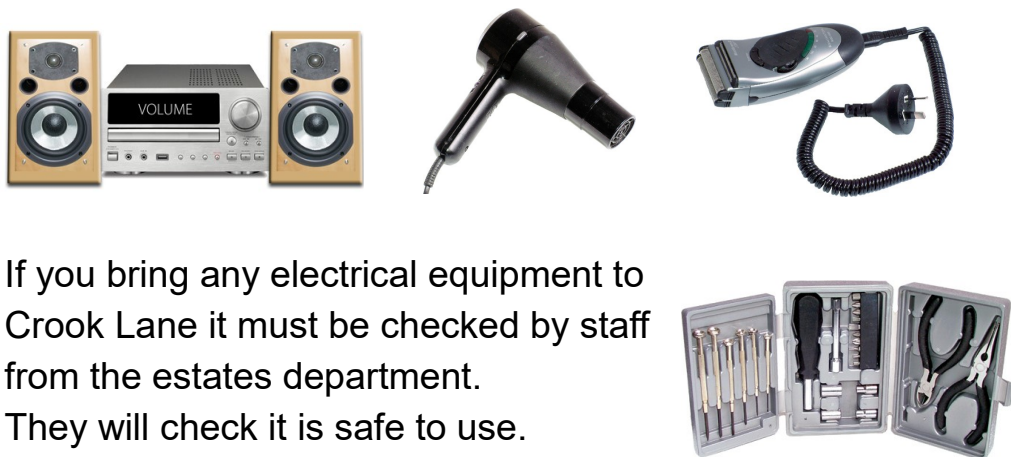 VOLUME
If you bring any electrical equipment to
Crook Lane it must be checked by staff
from the estates department.
They will check it is safe to use.